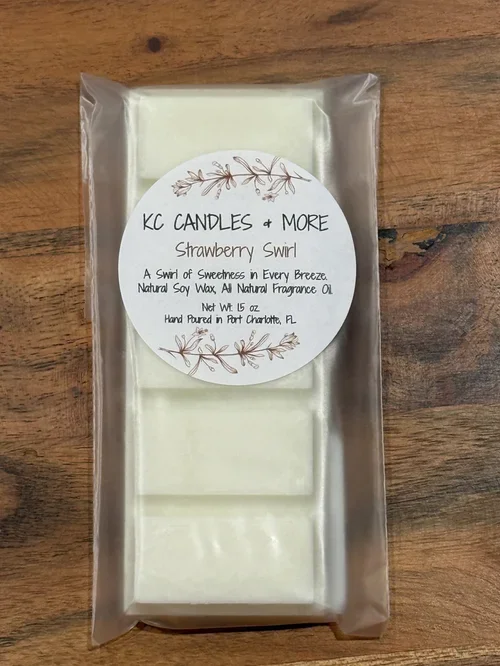 KC CANDLES & MORE
Strawberry Swirl
A Swirl of Sweetness in Every Breeze.
Natural Soy Wax, All Natural Fragrance Oil.
Net Wt. 1.5 oz.
Hand Poured in Port Charlotte, FL